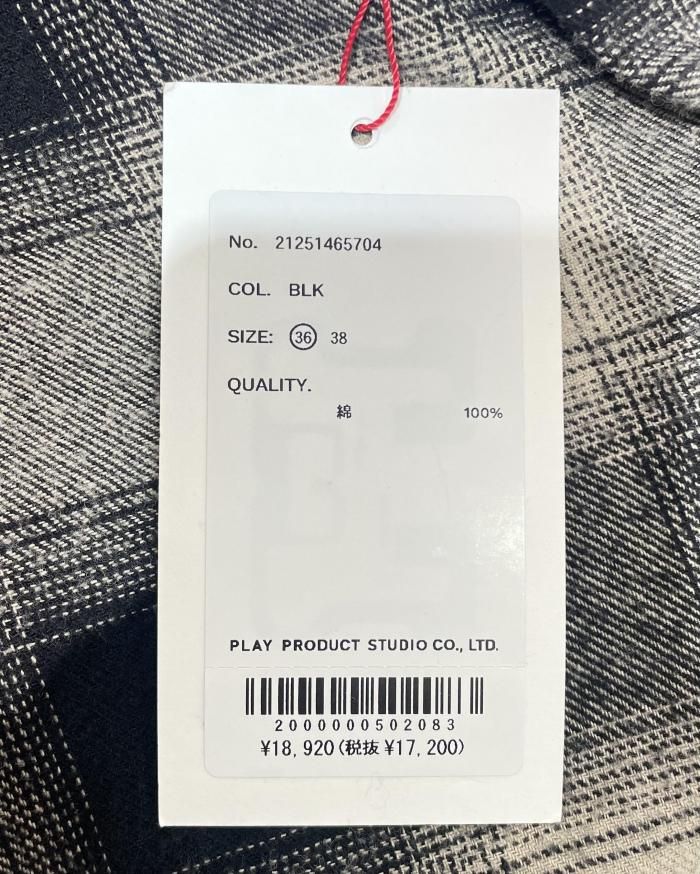 No. 21251465704
COL. BLK
SIZE: 36 38
QUALITY.
綿 100%
PLAY PRODUCT STUDIO CO., LTD.
2000000502083
¥18,920(税抜 ¥17,200)